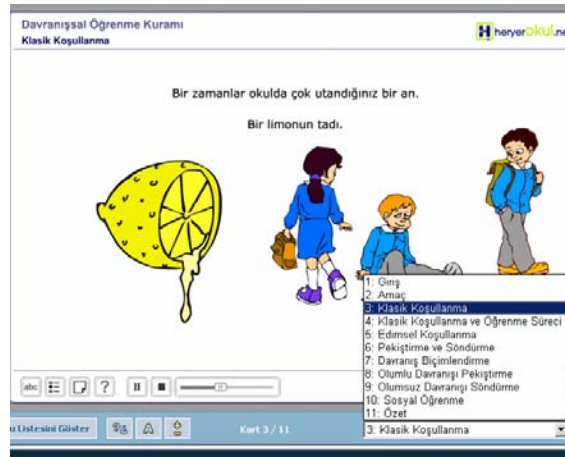 Davranışsal Öğrenme Kuramı
Klasik Koşullanma
heryerokul.ne
Bir zamanlar okulda çok utandığınız bir an.
Bir limonun tadı.
1: Giriş
2: Amaç
3: Klasik Koşullanma
4: Klasik Koşullanma ve Öğrenme Süreci
5: Edimsel Koşullanma
6: Pekiştirme ve Söndürme
7: Davranış Biçimlendirme
8: Olumlu Davranışı Pekiştirme
9: Olumsuz Davranışı Söndürme
10: Sosyal Öğrenme
11: Özet
abc ?
u Listesini Göster
Kart 3 / 11
3: Klasik Koşullanma